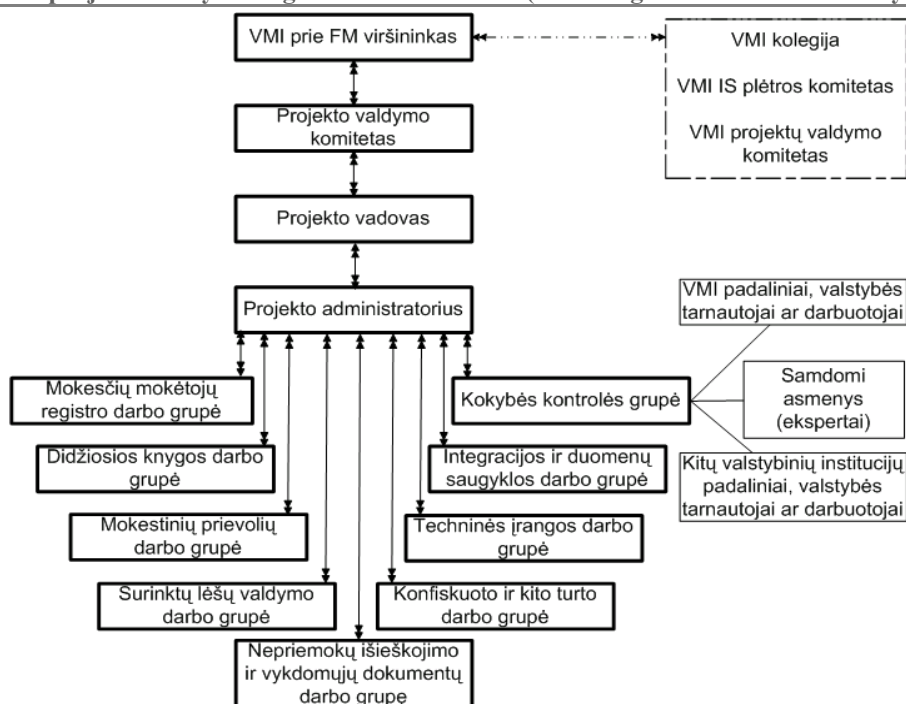 VMI prie FM viršininkas
VMI kolegija
VMI IS plėtros komitetas
VMI projektų valdymo
komitetas
Projekto valdymo
komitetas
Projekto vadovas
Projekto administratorius
VMI padaliniai, valstybės
tarnautojai ar darbuotojai
Mokesčių mokėtojų
registro darbo grupė
Kokybės kontrolės grupė
Samdomi
asmenys
(ekspertai)
Didžiosios knygos darbo
grupė
Integracijos ir duomenų
saugyklos darbo grupė
Kitų valstybinių institucijų
padaliniai, valstybės
tarnautojai ar darbuotojai
Mokestinių prievolių
darbo grupė
Techninės įrangos darbo
grupė
Surinktų lėšų valdymo
darbo grupė
Konfiskuoto ir kito turto
darbo grupė
Nepriemokų išieškojimo
ir vykdomųjų dokumentų
darbo grupė